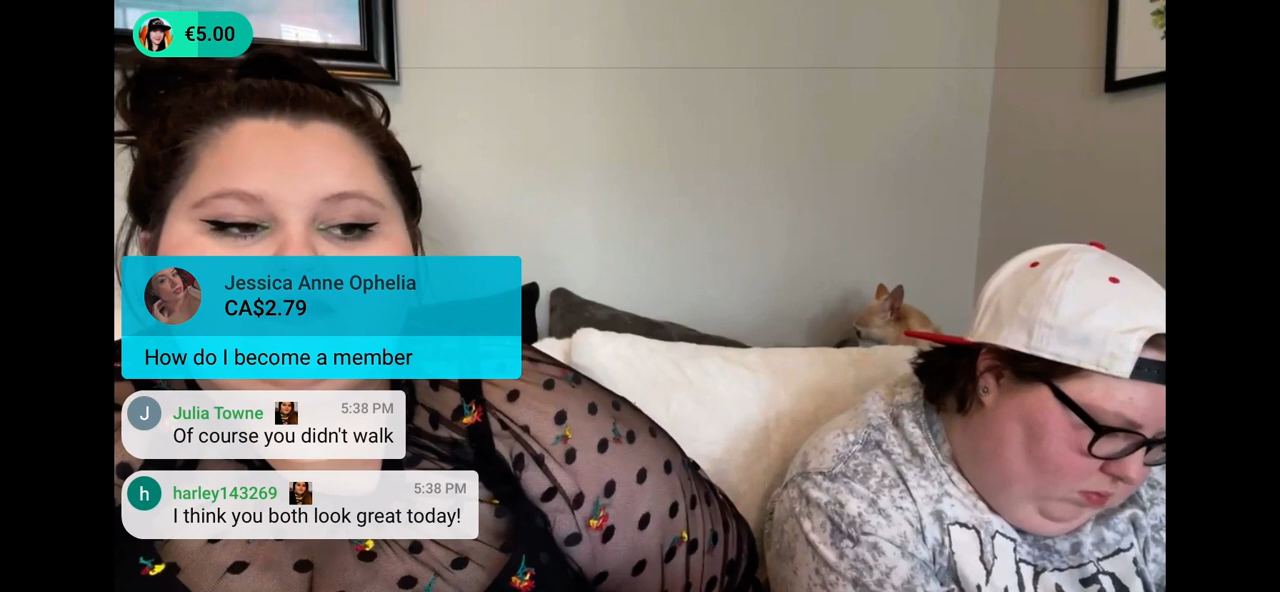 €5.00
Jessica Anne Ophelia
CA$2.79
How do I become a member
J
Julia Towne
5:38 PM
Of course you didn't walk
h
harley143269
5:38 PM
I think you both look great today!